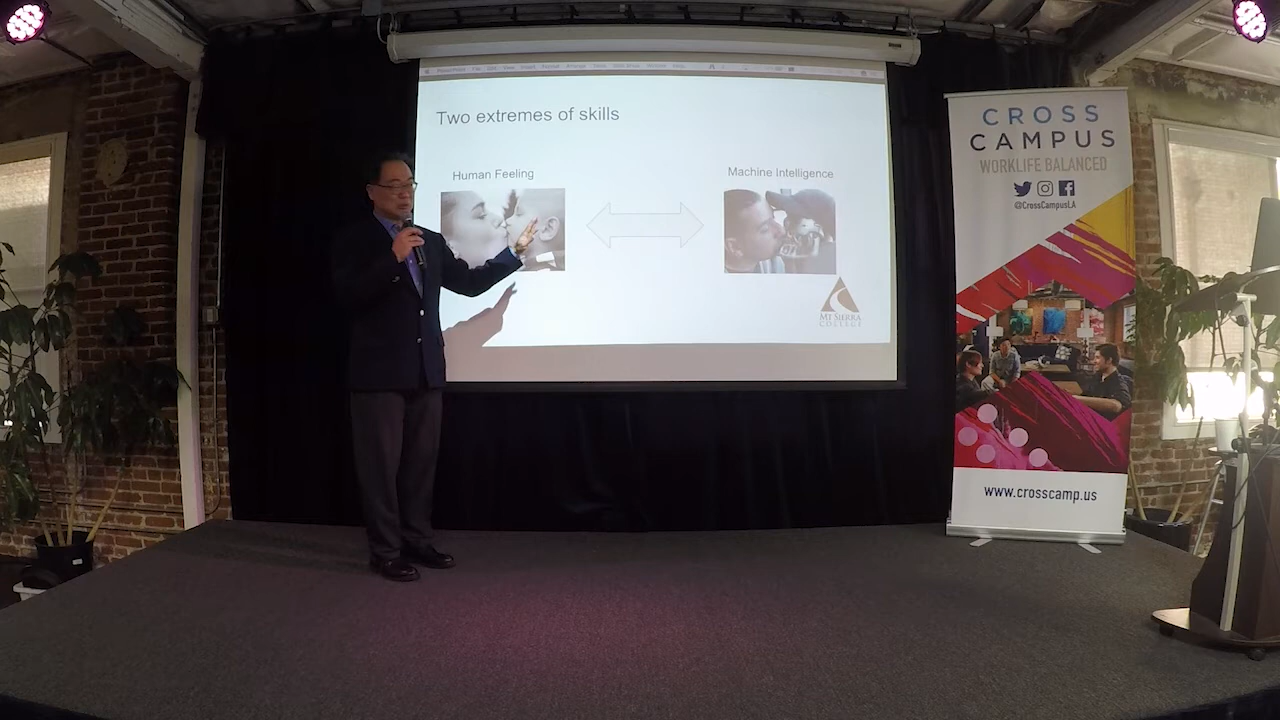 Two extremes of skills
Human Feeling
Machine Intelligence
MT SIERRA
COLLEGE
CROSS
CAMPUS
WORKLIFE BALANCED
@CrossCampusLA
www.crosscamp.us